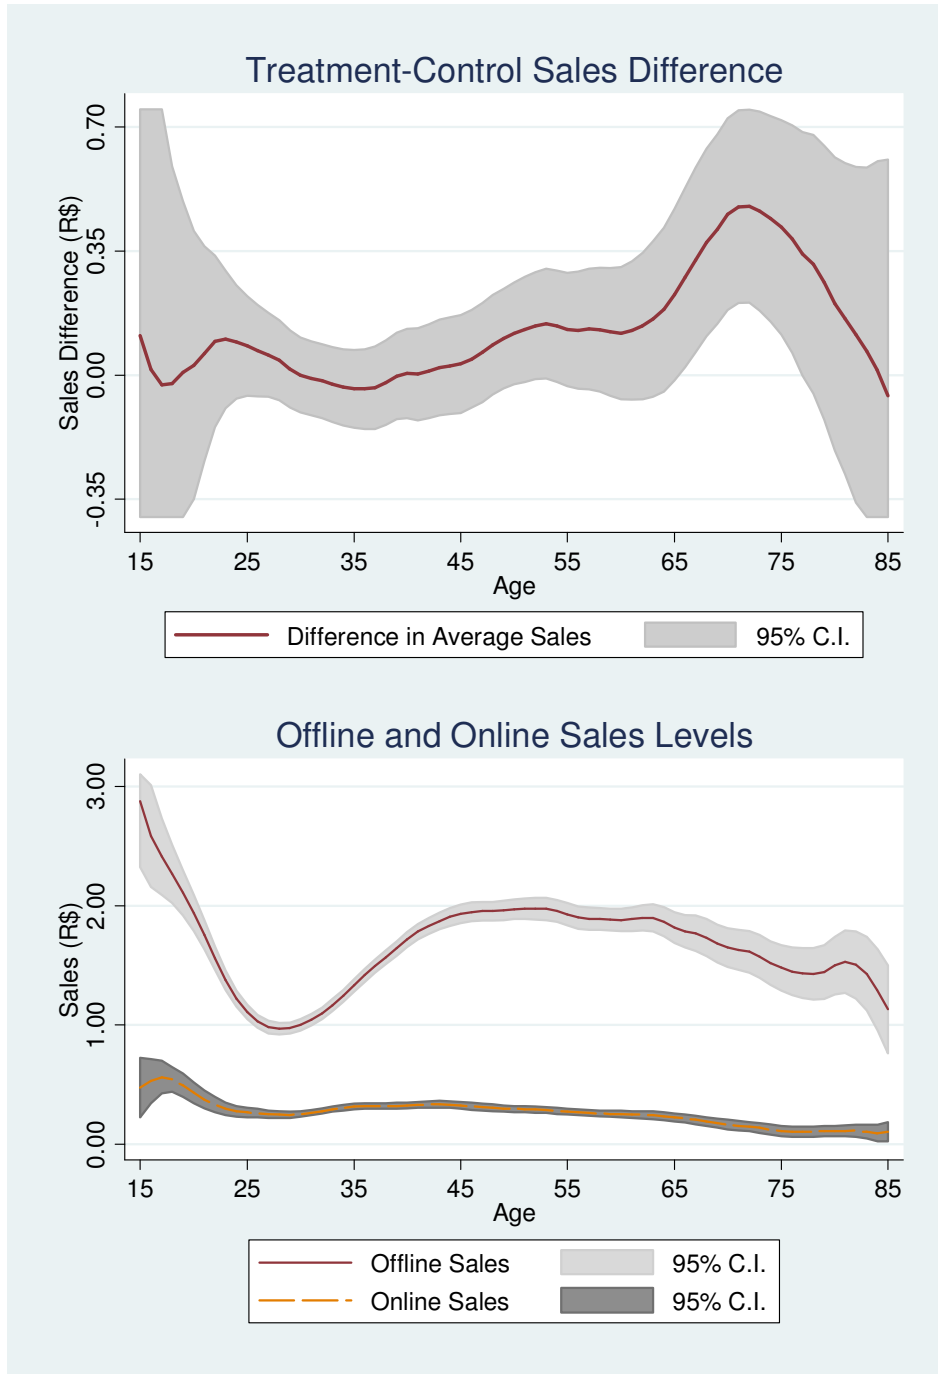 Treatment-Control Sales Difference
Sales Difference (R$)
0.70
0.35
0.00
-0.35
15 25 35 45 55 65 75 85
Age
Difference in Average Sales 95% C.I.
Offline and Online Sales Levels
Sales (R$)
3.00
2.00
1.00
0.00
15 25 35 45 55 65 75 85
Age
Offline Sales 95% C.I.
Online Sales 95% C.I.